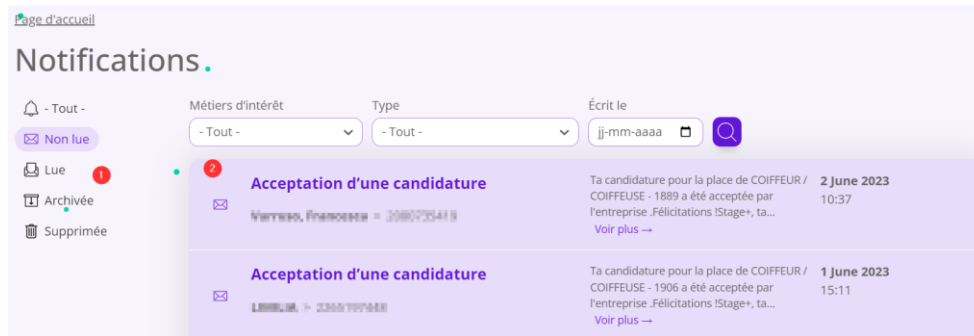 Page d'accueil
Notifications.
- Tout -
Non lue
Lue
1
Archivée
Supprimée
Métiers d'intérêt
Type
Écrit le
- Tout -
- Tout -
jj-mm-aaaa
2
Acceptation d’une candidature
Ta candidature pour la place de COIFFEUR /
COIFFEUSE - 1889 a été acceptée par
l'entreprise .Félicitations !Stage+, ta...
Voir plus →
2 June 2023
10:37
Acceptation d’une candidature
Ta candidature pour la place de COIFFEUR /
COIFFEUSE - 1906 a été acceptée par
l'entreprise .Félicitations !Stage+, ta...
Voir plus →
1 June 2023
15:11